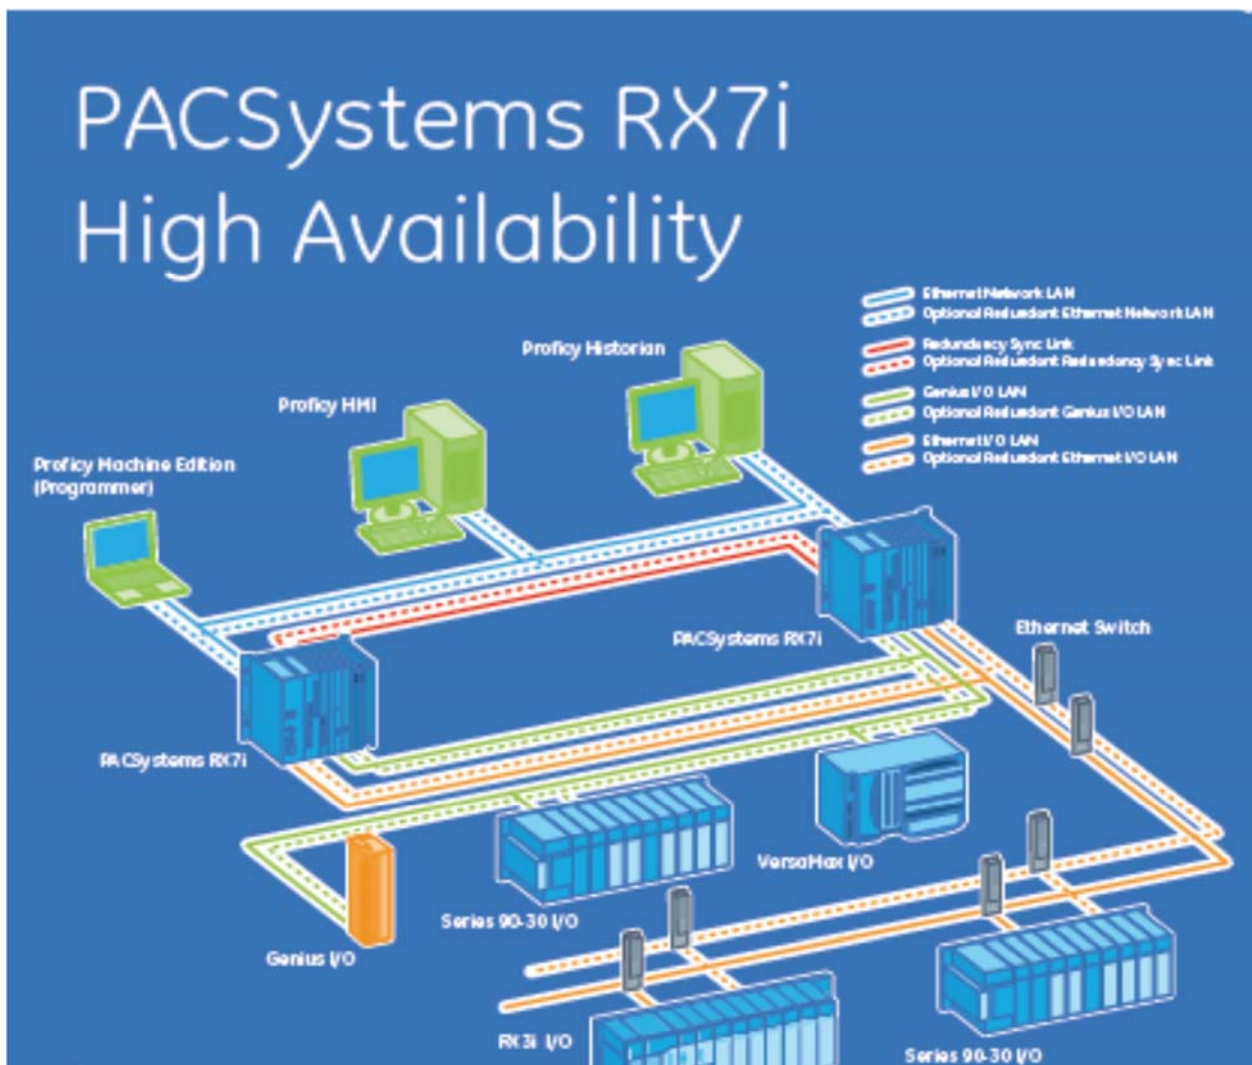 PACSystems RX7i
High Availability
Ethernet Network LAN
Optional Redundant Ethernet Network LAN
Redundancy Sync Link
Optional Redundant Redundancy Sync Link
Genius I/O LAN
Optional Redundant Genius I/O LAN
Ethernet I/O LAN
Optional Redundant Ethernet I/O LAN
Proficy Historian
Proficy HMI
Proficy Machine Edition
(Programmer)
PACSystems RX7i
Ethernet Switch
PACSystems RX7i
VersaMax I/O
Series 90-30 I/O
Genius I/O
RX3i I/O
Series 90-30 I/O